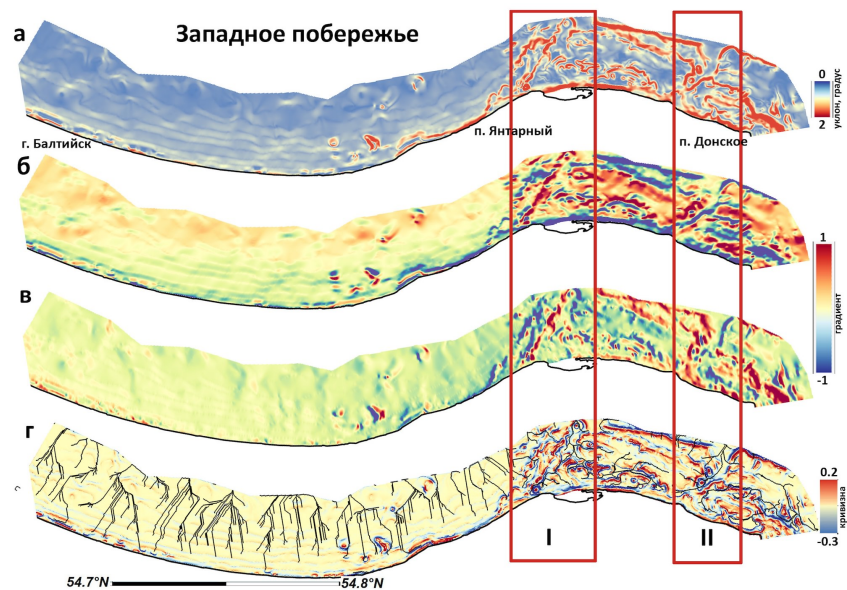 а
Западное побережье
0
2
уклон, градус
г. Балтийск
п. Янтарный
п. Донское
б
1
-1
градиент
в
г
0.2
-0.3
кривизна
I
II
54.7°N
54.8°N